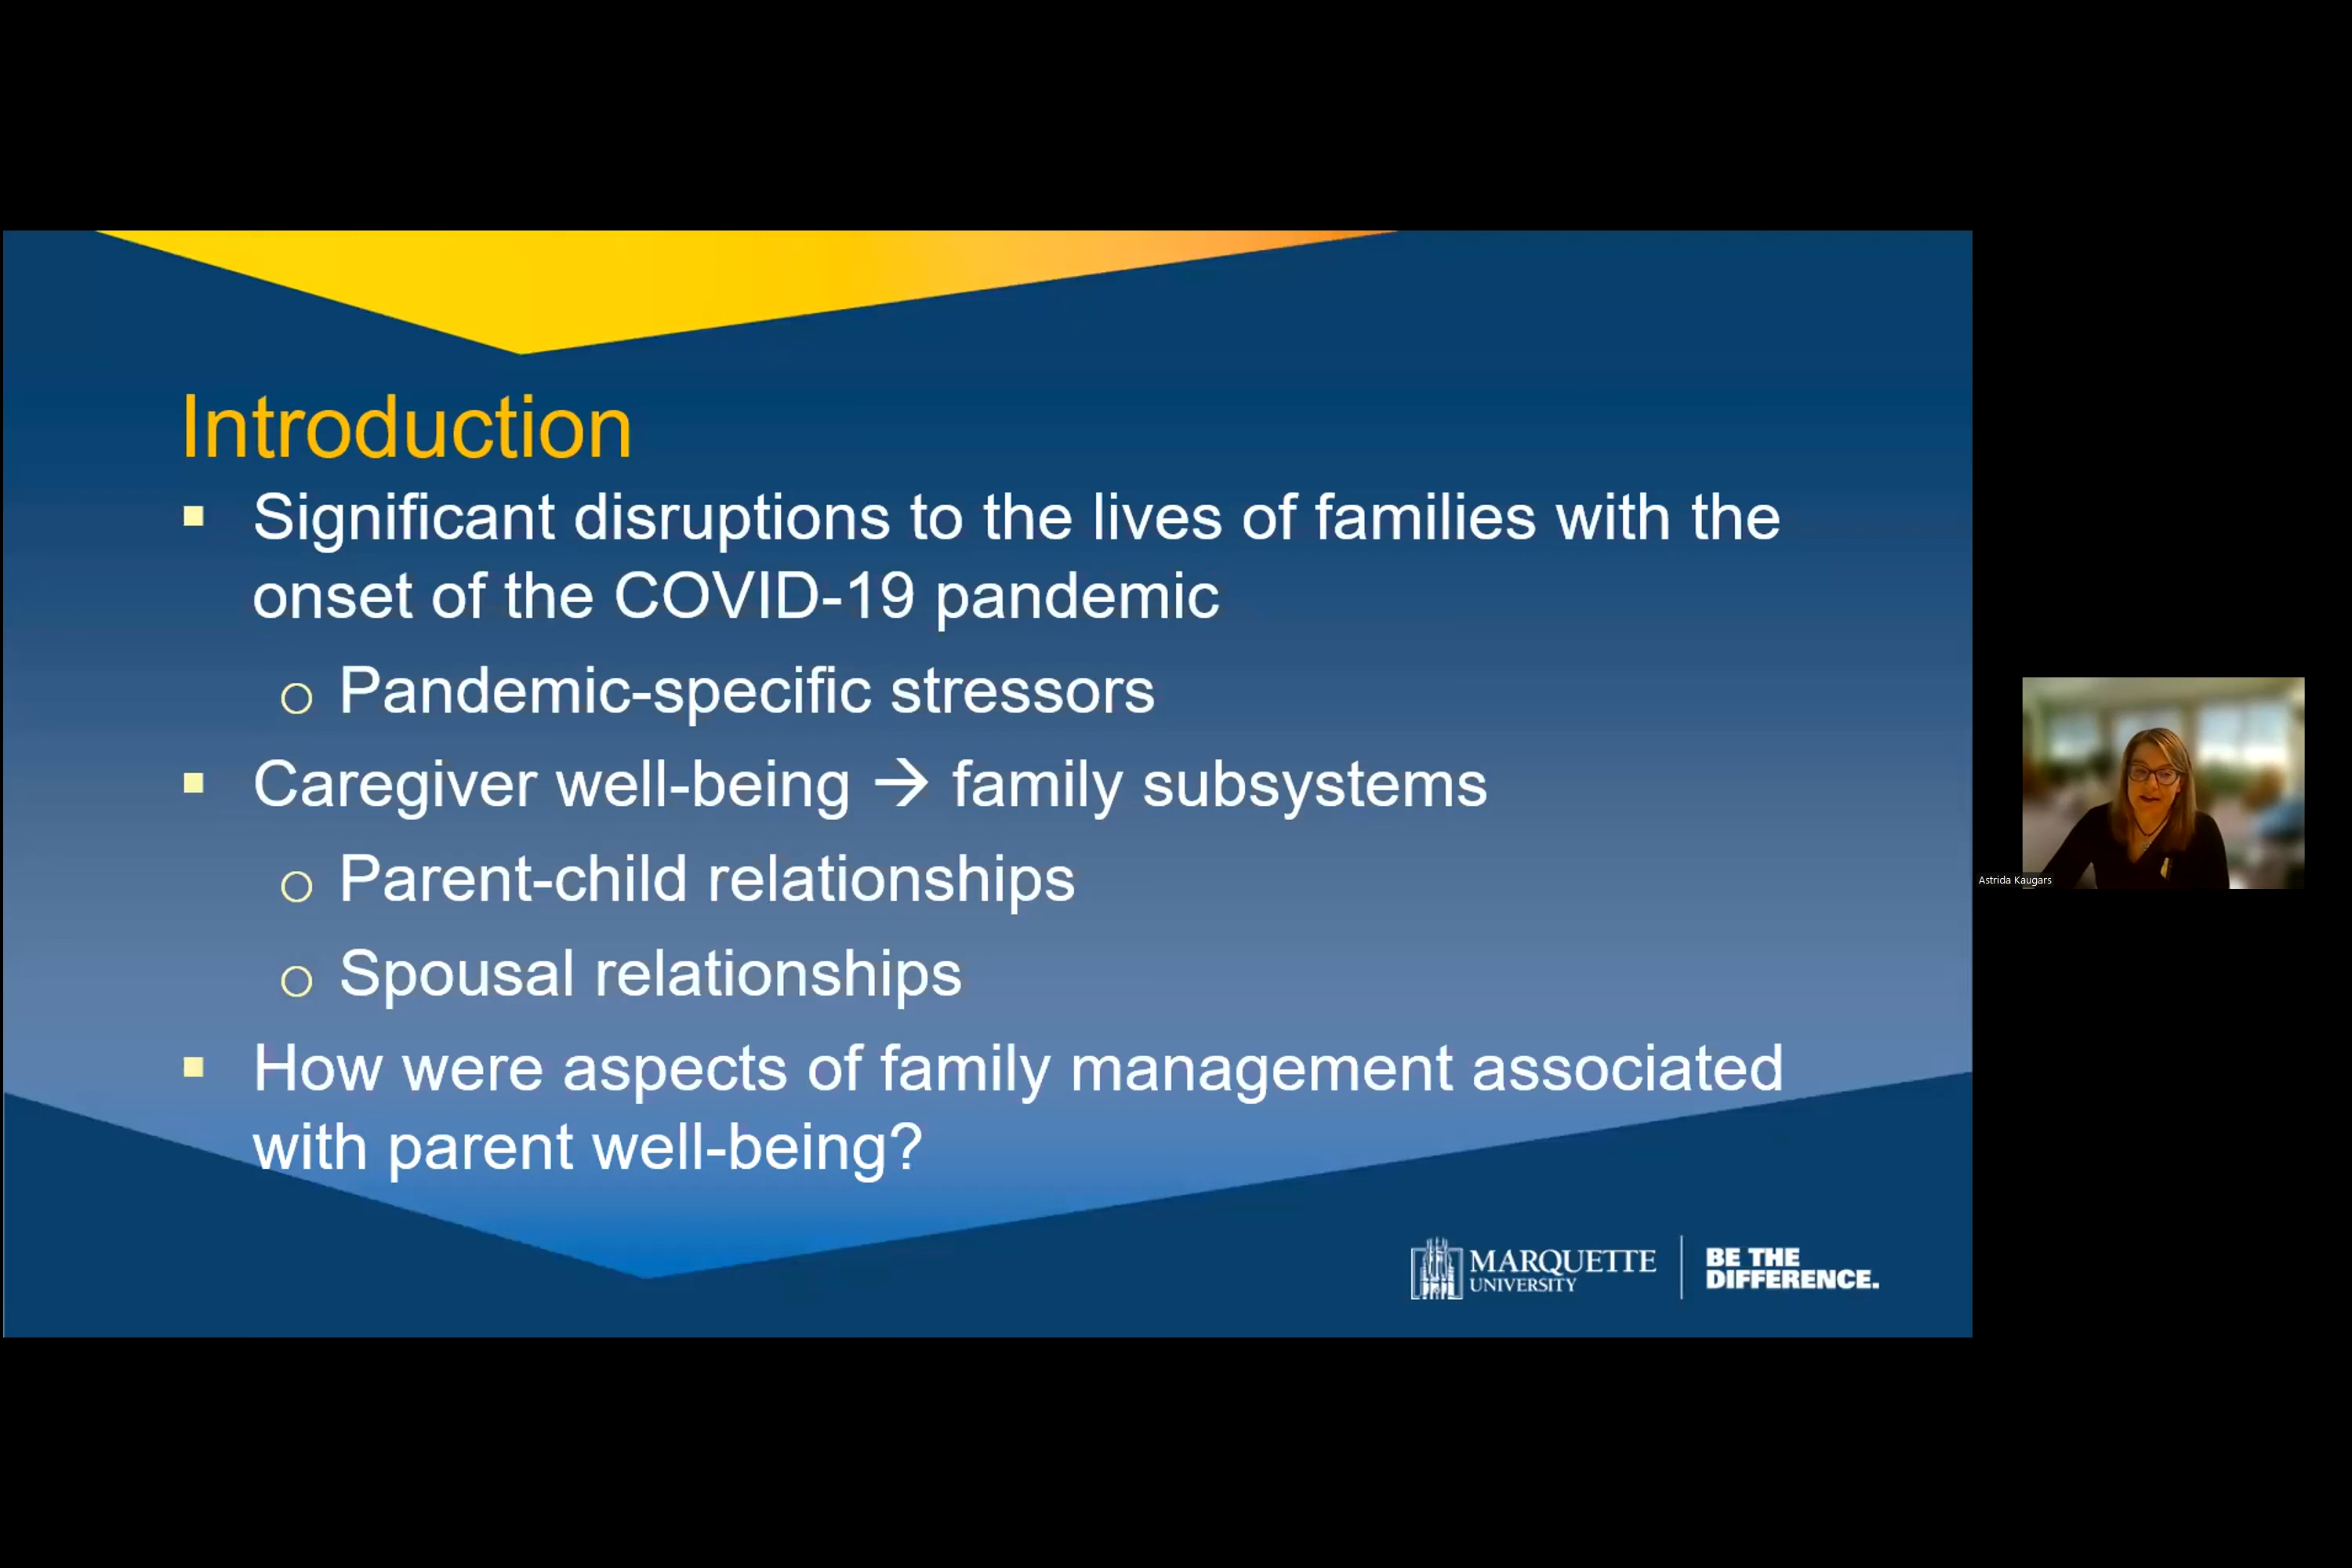 Introduction
Significant disruptions to the lives of families with the
onset of the COVID-19 pandemic
Pandemic-specific stressors
Caregiver well-being → family subsystems
Parent-child relationships
Spousal relationships
How were aspects of family management associated
with parent well-being?
MARQUETTE
UNIVERSITY
BE THE
DIFFERENCE.
Astrida Kaugars